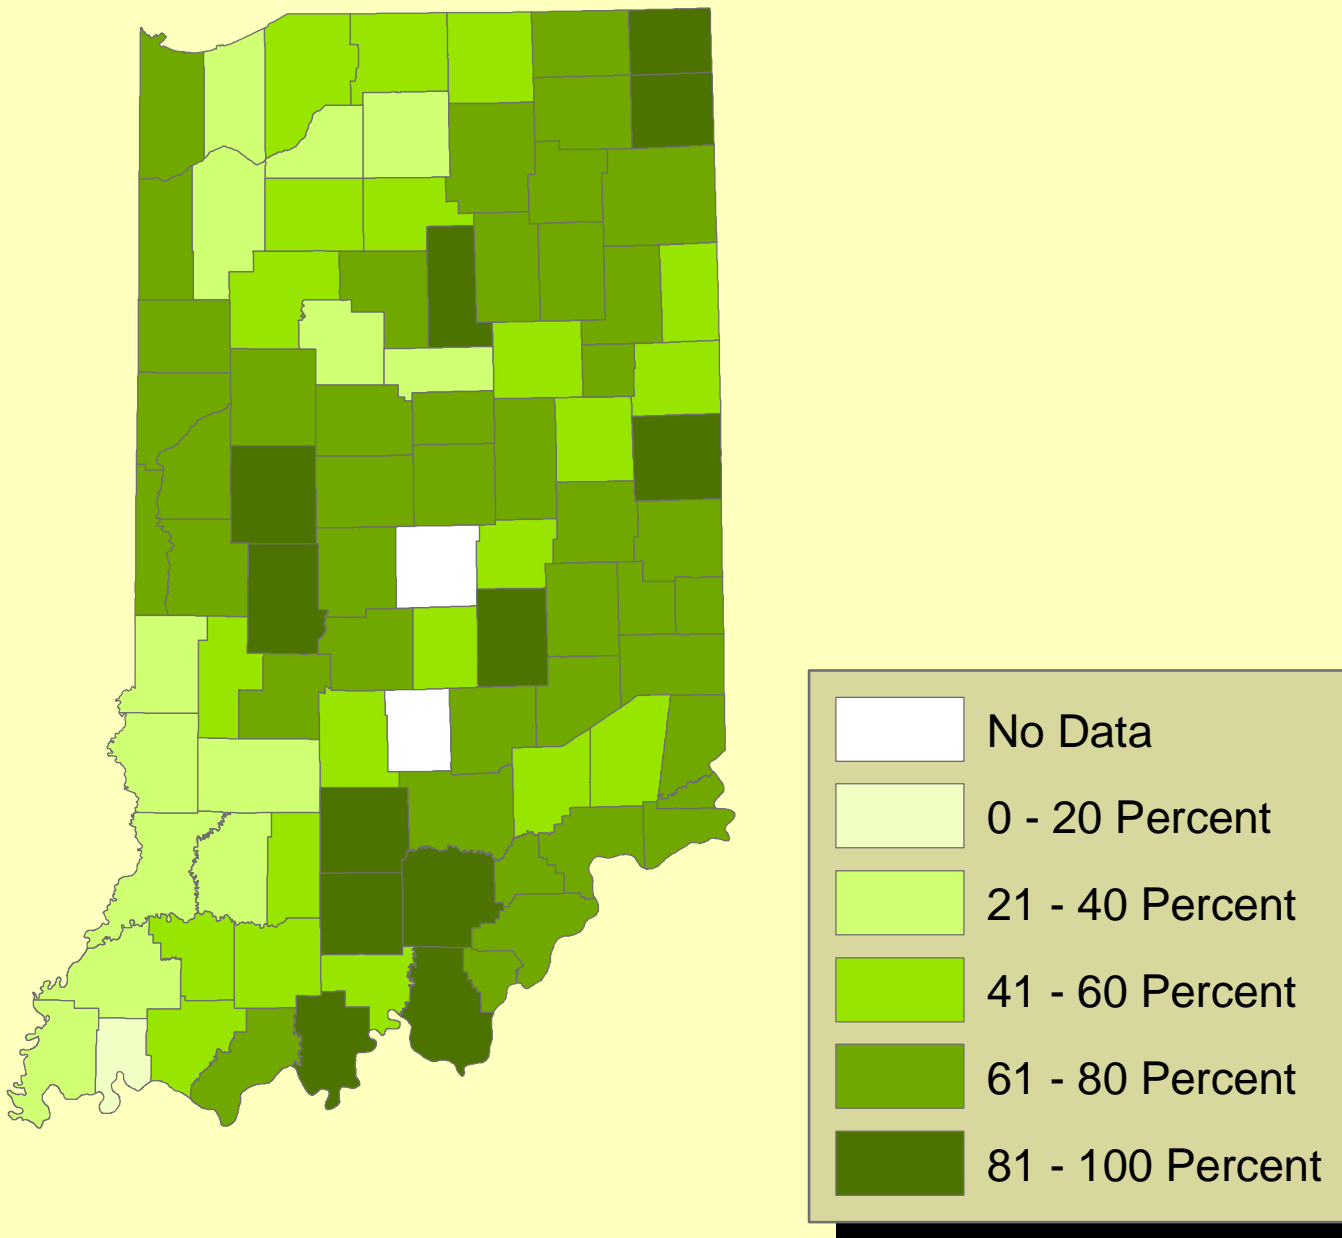 No Data
0 - 20 Percent
21 - 40 Percent
41 - 60 Percent
61 - 80 Percent
81 - 100 Percent